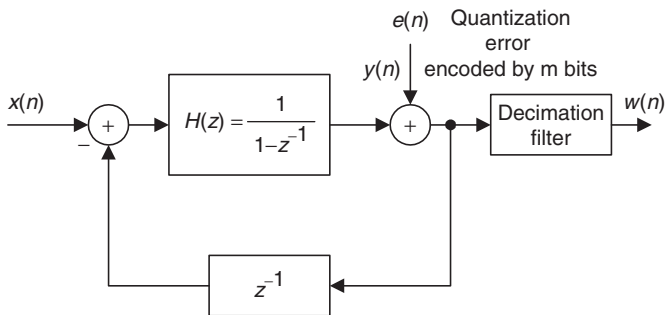 e(n) Quantization
error
y(n) encoded by m bits
x(n)
+
−
H(z) = 1 / 1−z⁻¹
+
Decimation
filter
w(n)
z⁻¹